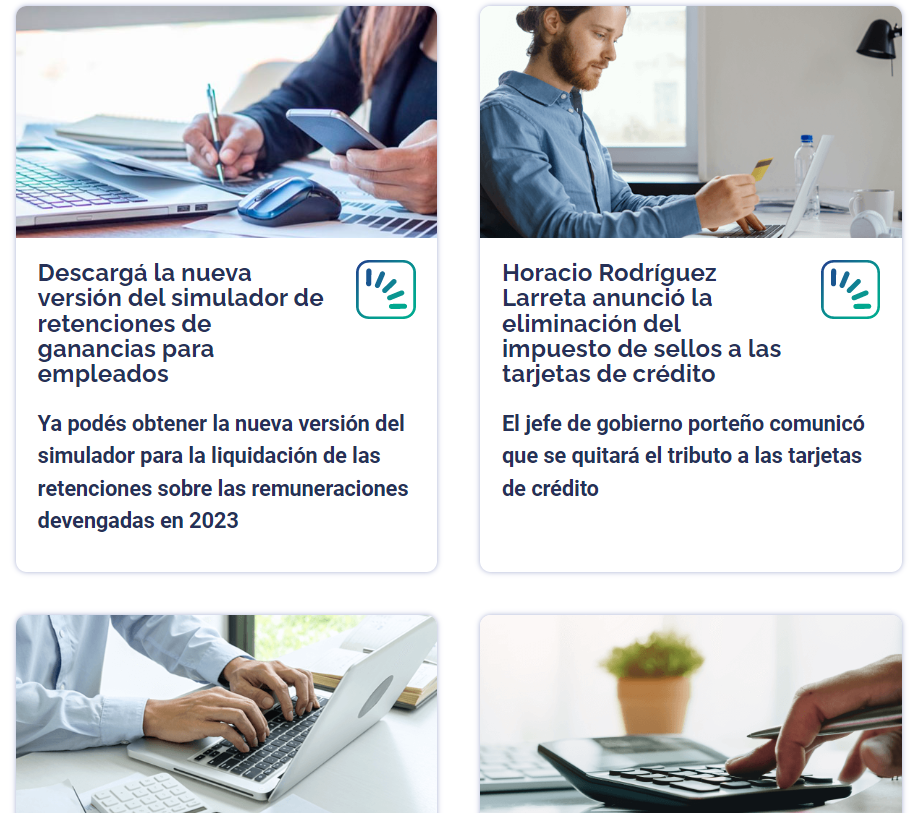 Descargá la nueva
versión del simulador de
retenciones de
ganancias para
empleados
Ya podés obtener la nueva versión del
simulador para la liquidación de las
retenciones sobre las remuneraciones
devengadas en 2023
Horacio Rodríguez
Larreta anunció la
eliminación del
impuesto de sellos a las
tarjetas de crédito
El jefe de gobierno porteño comunicó
que se quitará el tributo a las tarjetas
de crédito